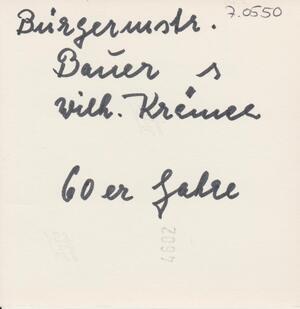 7.0550
Bürgermstr.
Bauer s
Wilh. Krämer
60er Jahre
4602